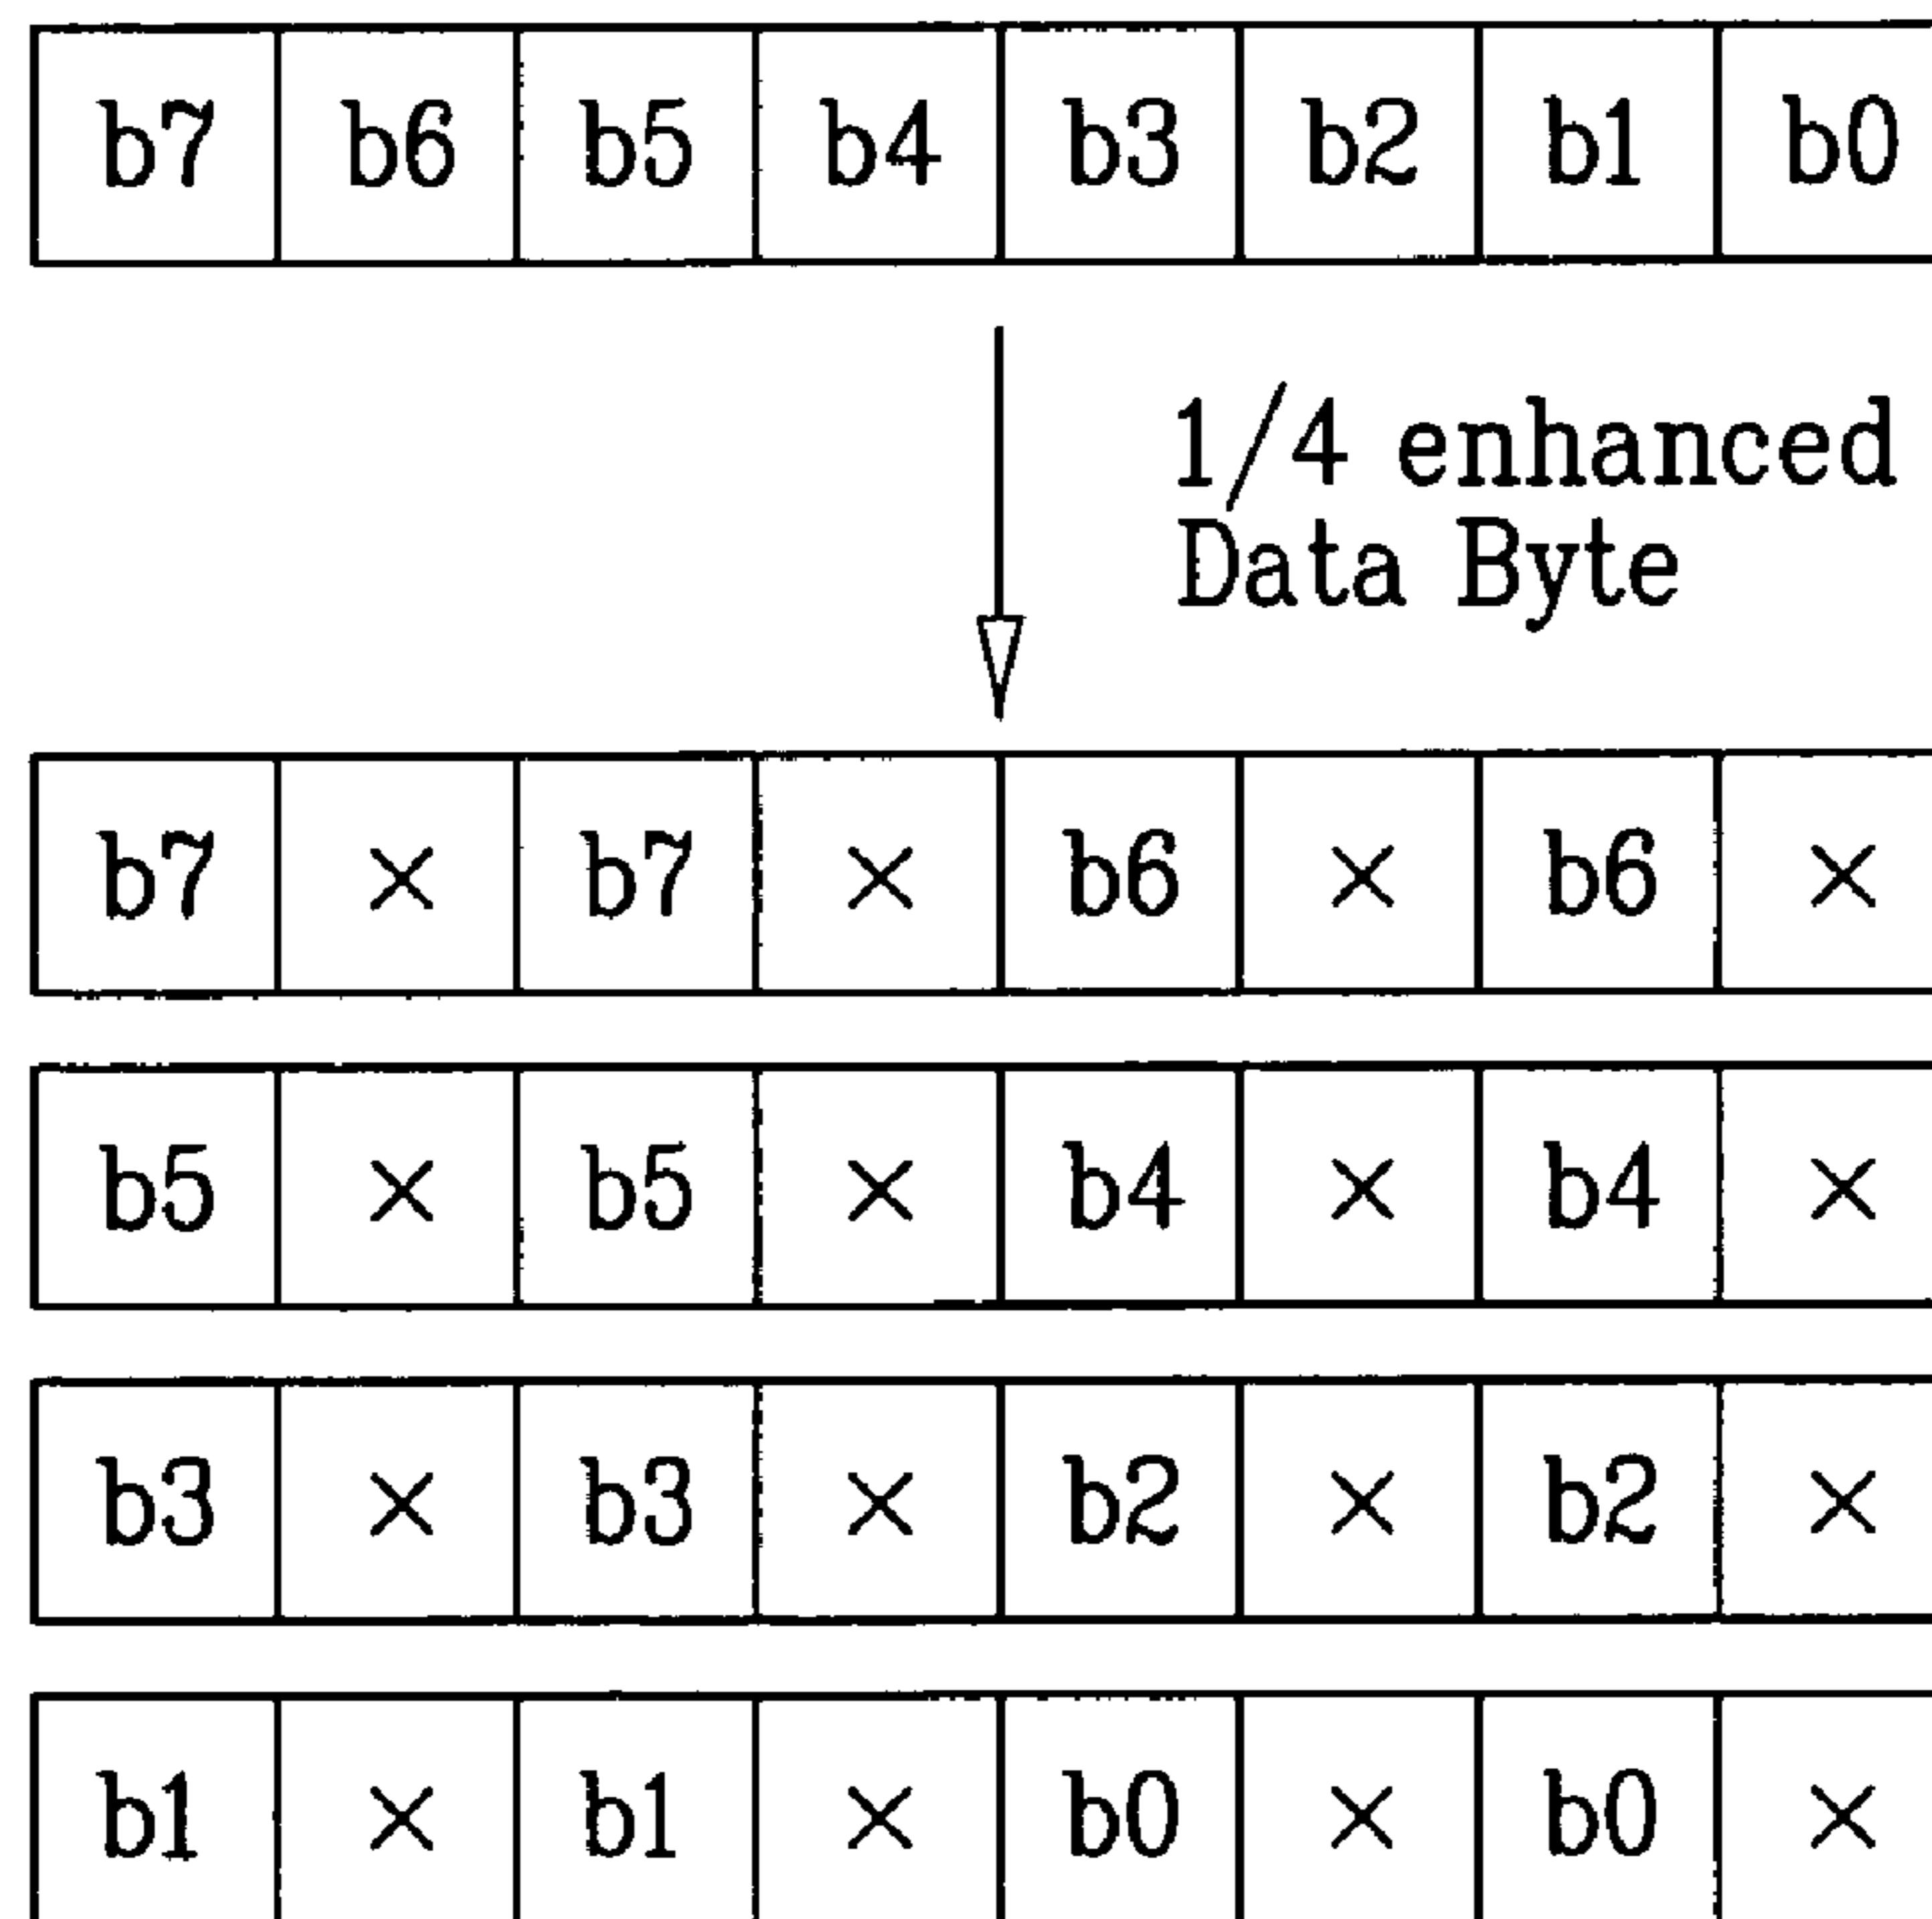 b7 b6 b5 b4 b3 b2 b1 b0
1/4 enhanced
Data Byte
b7 × b7 × b6 × b6 ×
b5 × b5 × b4 × b4 ×
b3 × b3 × b2 × b2 ×
b1 × b1 × b0 × b0 ×